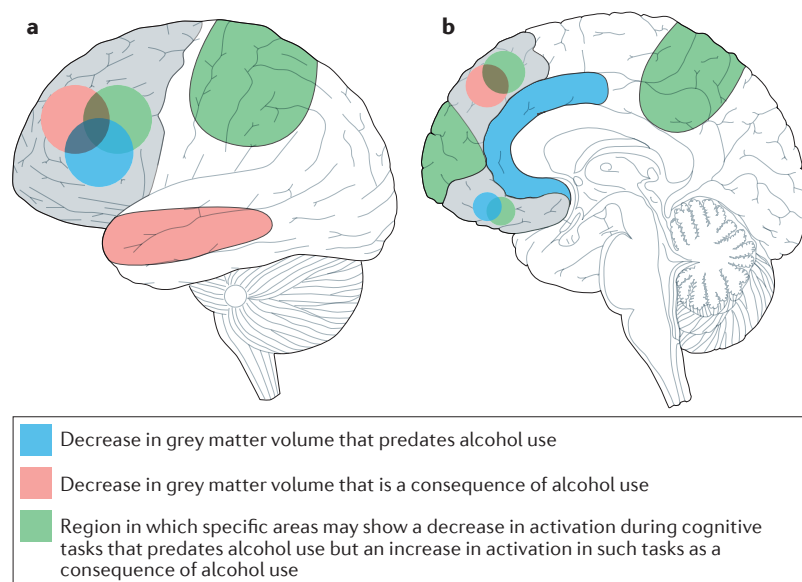 a
b
Decrease in grey matter volume that predates alcohol use
Decrease in grey matter volume that is a consequence of alcohol use
Region in which specific areas may show a decrease in activation during cognitive
tasks that predates alcohol use but an increase in activation in such tasks as a
consequence of alcohol use